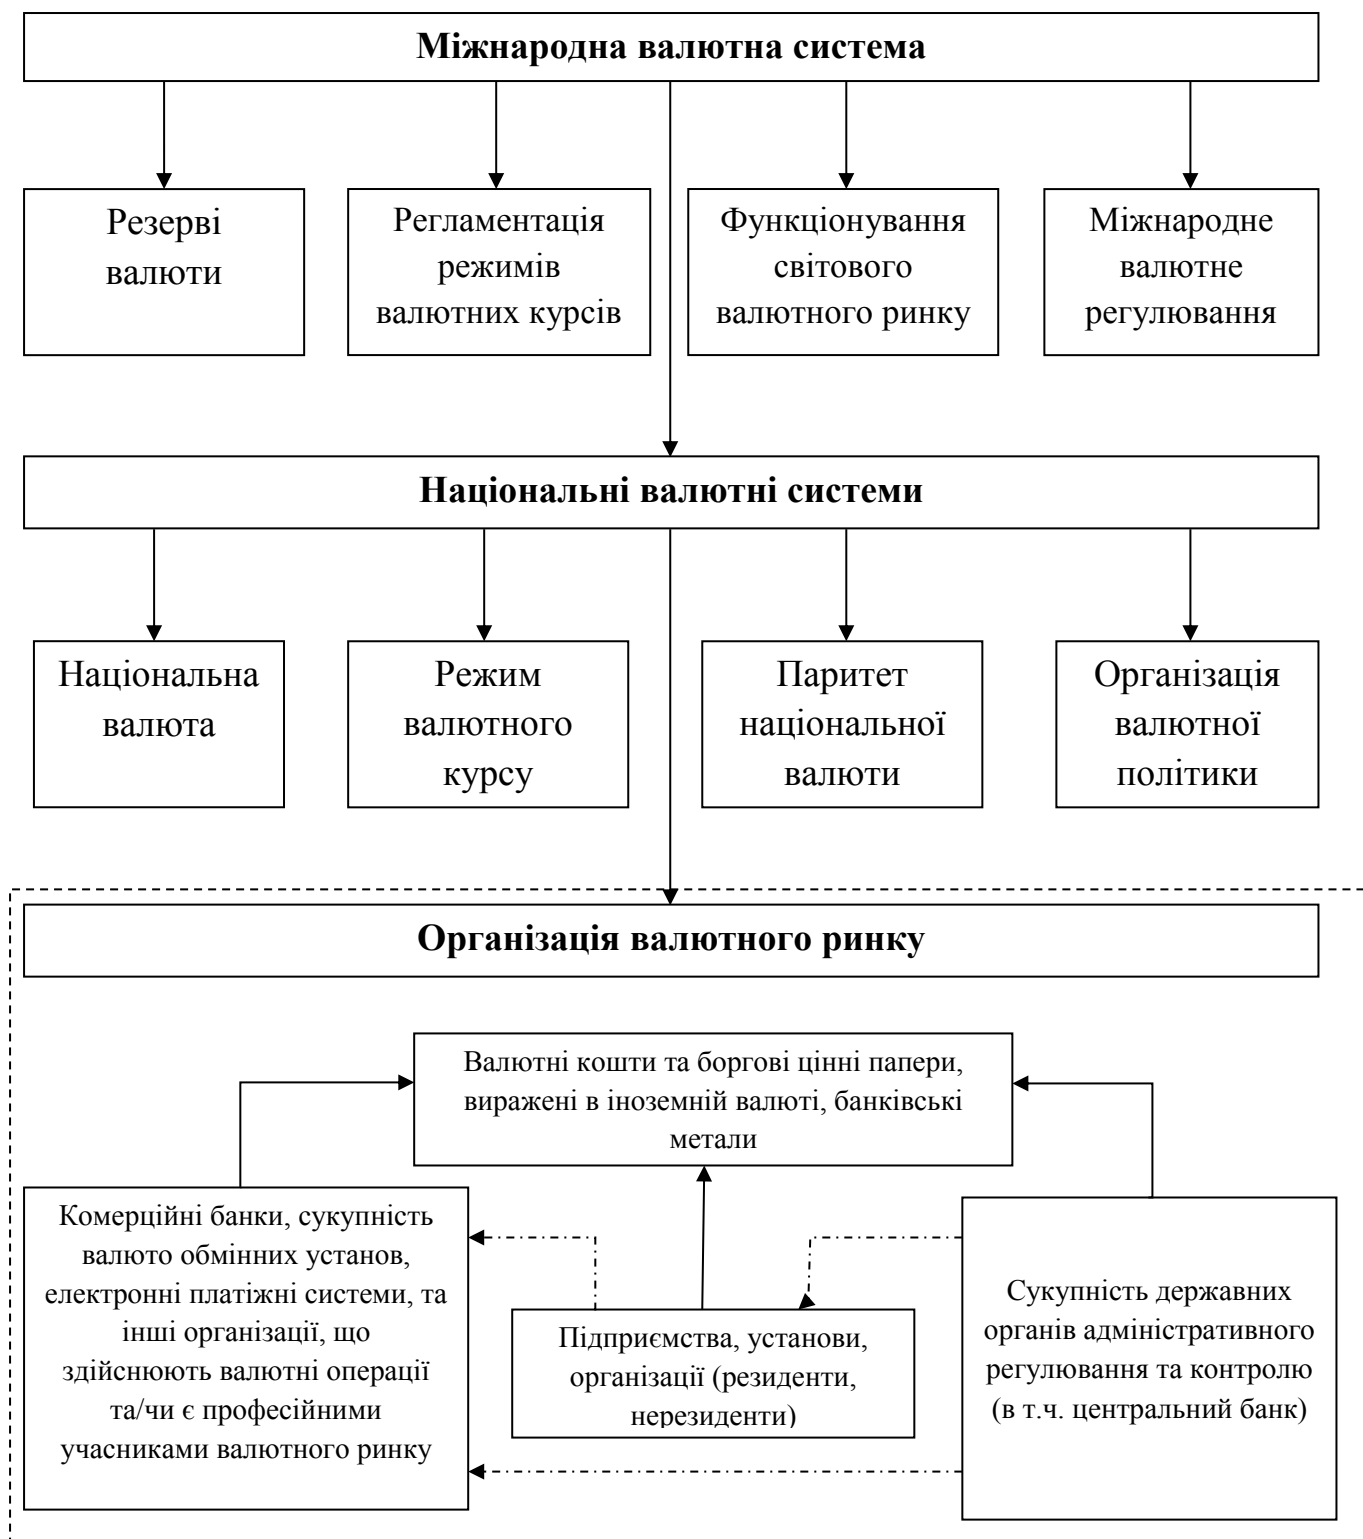 Міжнародна валютна система
Резерві
валюти
Регламентація
режимів
валютних курсів
Функціонування
світового
валютного ринку
Міжнародне
валютне
регулювання
Національні валютні системи
Національна
валюта
Режим
валютного
курсу
Паритет
національної
валюти
Організація
валютної
політики
Організація валютного ринку
Валютні кошти та боргові цінні папери,
виражені в іноземній валюті, банківські
метали
Комерційні банки, сукупність
валюто обмінних установ,
електронні платіжні системи, та
інші організації, що
здійснюють валютні операції
та/чи є професійними
учасниками валютного ринку
Підприємства, установи,
організації (резиденти,
нерезиденти)
Сукупність державних
органів адміністративного
регулювання та контролю
(в т.ч. центральний банк)